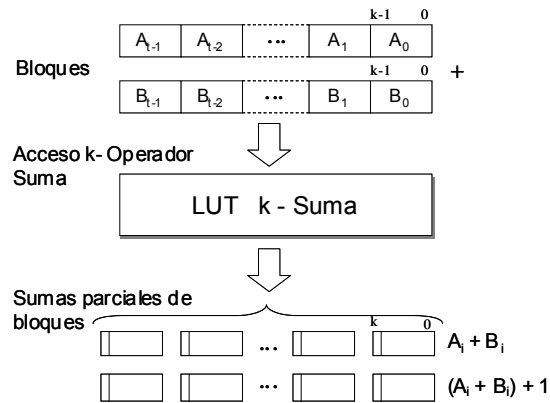 k-1 0
A_{t-1} A_{t-2} ... A_1 A_0
Bloques
k-1 0
+
B_{t-1} B_{t-2} ... B_1 B_0
Acceso k- Operador
Suma
LUT k - Suma
Sumas parciales de
bloques
k 0
... A_i + B_i
... (A_i + B_i) + 1